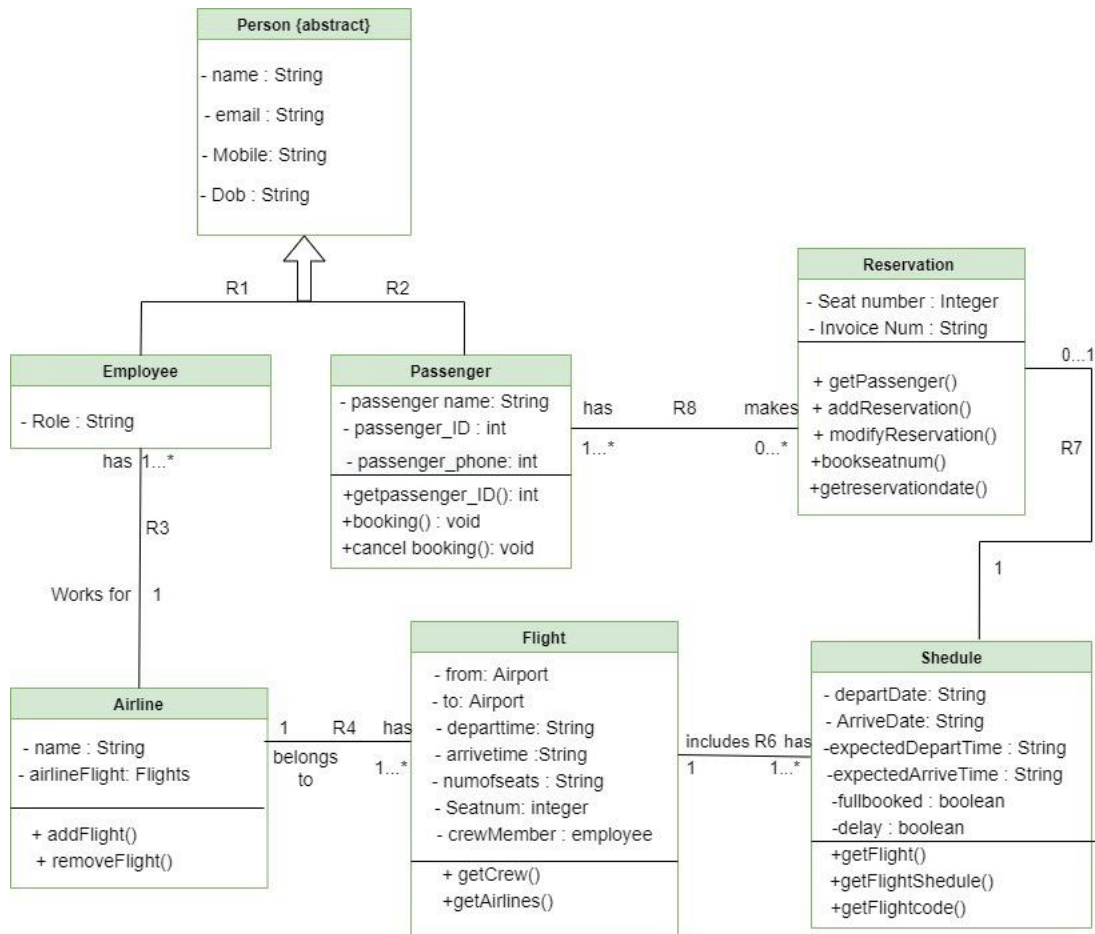 Person {abstract}
- name : String
- email : String
- Mobile: String
- Dob : String
R1
R2
Employee
- Role : String
has 1...*
R3
Works for 1
Passenger
- passenger name: String
- passenger_ID : int
- passenger_phone: int
+getpassenger_ID(): int
+booking() : void
+cancel booking(): void
has R8 makes
1...* 0...*
Reservation
- Seat number : Integer
- Invoice Num : String
+ getPassenger()
+ addReservation()
+ modifyReservation()
+bookseatnum()
+getreservationdate()
0...1
R7
1
Airline
- name : String
- airlineFlight: Flights
+ addFlight()
+ removeFlight()
1 R4 has
belongs to 1...*
Flight
- from: Airport
- to: Airport
- departtime: String
- arrivetime :String
- numofseats : String
- Seatnum: integer
- crewMember : employee
+ getCrew()
+getAirlines()
includes R6 has
1 1...*
Shedule
- departDate: String
- ArriveDate: String
-expectedDepartTime : String
-expectedArriveTime : String
-fullbooked : boolean
-delay : boolean
+getFlight()
+getFlightShedule()
+getFlightcode()